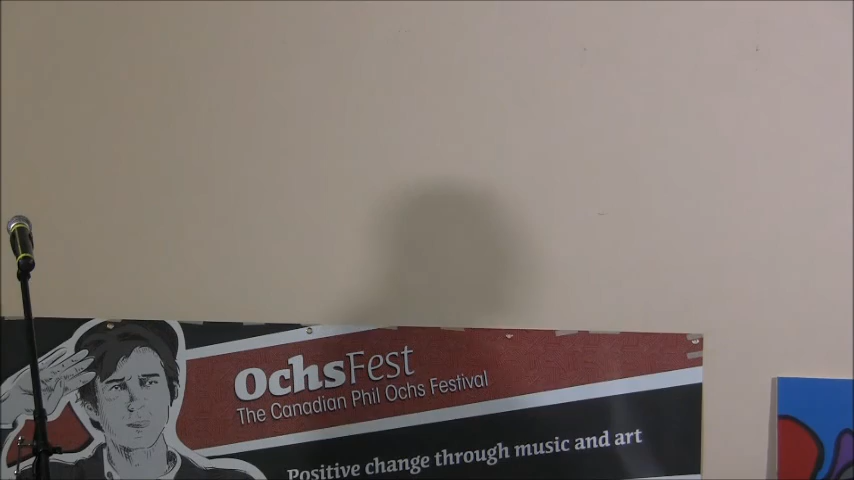 OchsFest
The Canadian Phil Ochs Festival
Positive change through music and art